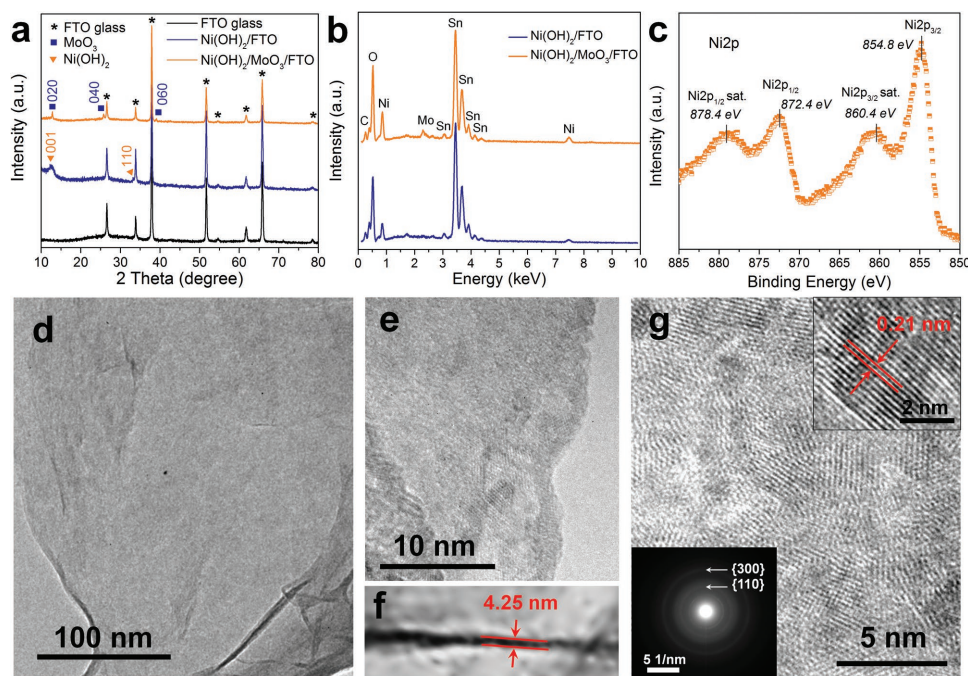 a
* FTO glass
■ MoO₃
▼ Ni(OH)₂
FTO glass
Ni(OH)₂/FTO
Ni(OH)₂/MoO₃/FTO
020
040
060
001
110
Intensity (a.u.)
10 20 30 40 50 60 70 80
2 Theta (degree)
b
Ni(OH)₂/FTO
Ni(OH)₂/MoO₃/FTO
C
O
Ni
Mo
Sn
Sn
Sn
Sn
Sn
Sn
Ni
Intensity (a.u.)
0 1 2 3 4 5 6 7 8 9 10
Energy (keV)
c
Ni2p
Ni2p₃/₂
854.8 eV
Ni2p₁/₂ sat.
878.4 eV
Ni2p₁/₂
872.4 eV
Ni2p₃/₂ sat.
860.4 eV
Intensity (a.u.)
885 880 875 870 865 860 855 850
Binding Energy (eV)
d
100 nm
e
10 nm
f
4.25 nm
g
0.21 nm
2 nm
{300}
{110}
5 1/nm
5 nm